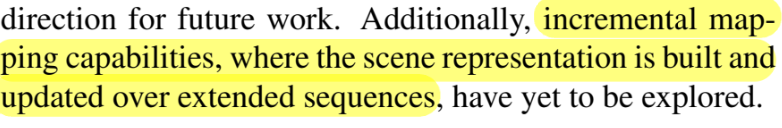 direction for future work. Additionally, incremental map-
ping capabilities, where the scene representation is built and
updated over extended sequences, have yet to be explored.